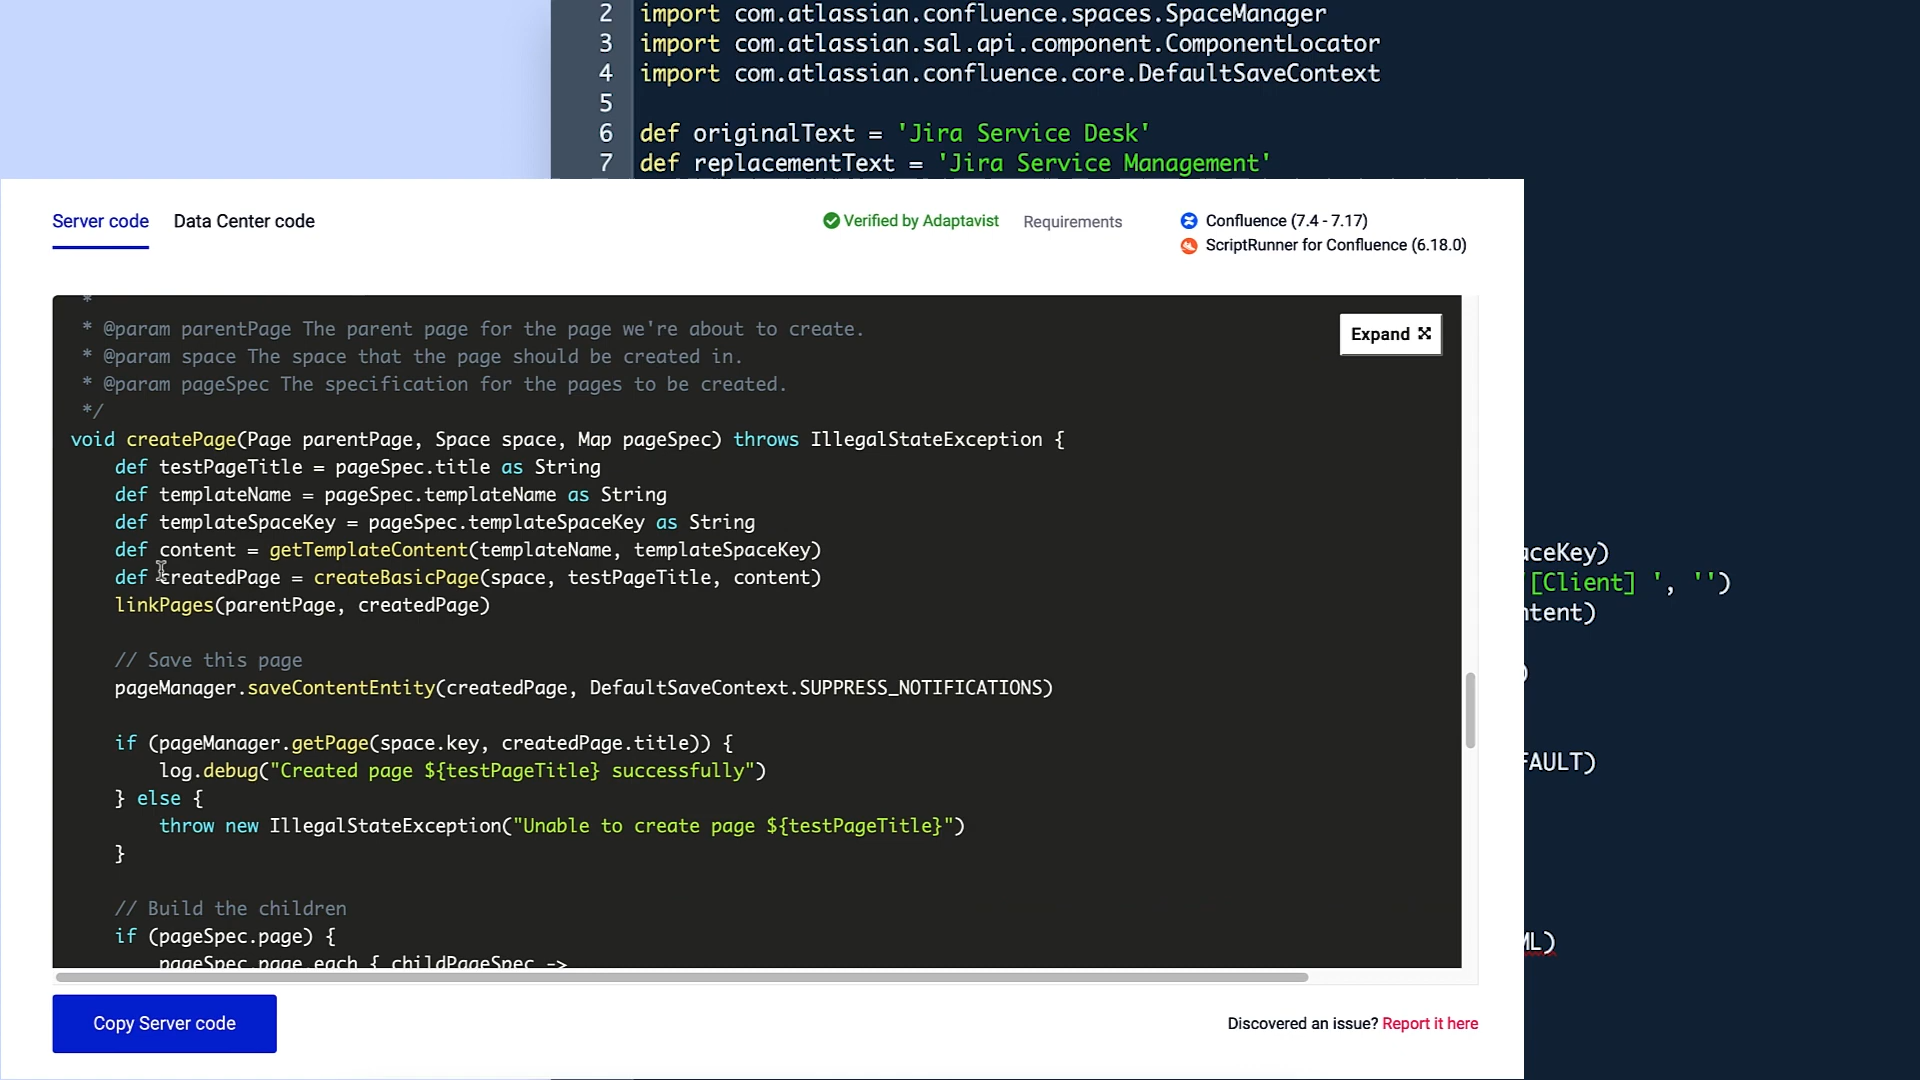 2 import com.atlassian.confluence.spaces.SpaceManager
3 import com.atlassian.sal.api.component.ComponentLocator
4 import com.atlassian.confluence.core.DefaultSaveContext
5
6 def originalText = 'Jira Service Desk'
7 def replacementText = 'Jira Service Management'
Server code Data Center code
Verified by Adaptavist Requirements
Confluence (7.4 - 7.17)
ScriptRunner for Confluence (6.18.0)
Expand
*
* @param parentPage The parent page for the page we're about to create.
* @param space The space that the page should be created in.
* @param pageSpec The specification for the pages to be created.
*/
void createPage(Page parentPage, Space space, Map pageSpec) throws IllegalStateException {
def testPageTitle = pageSpec.title as String
def templateName = pageSpec.templateName as String
def templateSpaceKey = pageSpec.templateSpaceKey as String
def content = getTemplateContent(templateName, templateSpaceKey)
def createdPage = createBasicPage(space, testPageTitle, content)
linkPages(parentPage, createdPage)
// Save this page
pageManager.saveContentEntity(createdPage, DefaultSaveContext.SUPPRESS_NOTIFICATIONS)
if (pageManager.getPage(space.key, createdPage.title)) {
log.debug("Created page ${testPageTitle} successfully")
} else {
throw new IllegalStateException("Unable to create page ${testPageTitle}")
}
// Build the children
if (pageSpec.page) {
pageSpec.page.each { childPageSpec ->
aceKey)
[Client] ', '')
ntent)
)
FAULT)
ML)
Copy Server code
Discovered an issue? Report it here